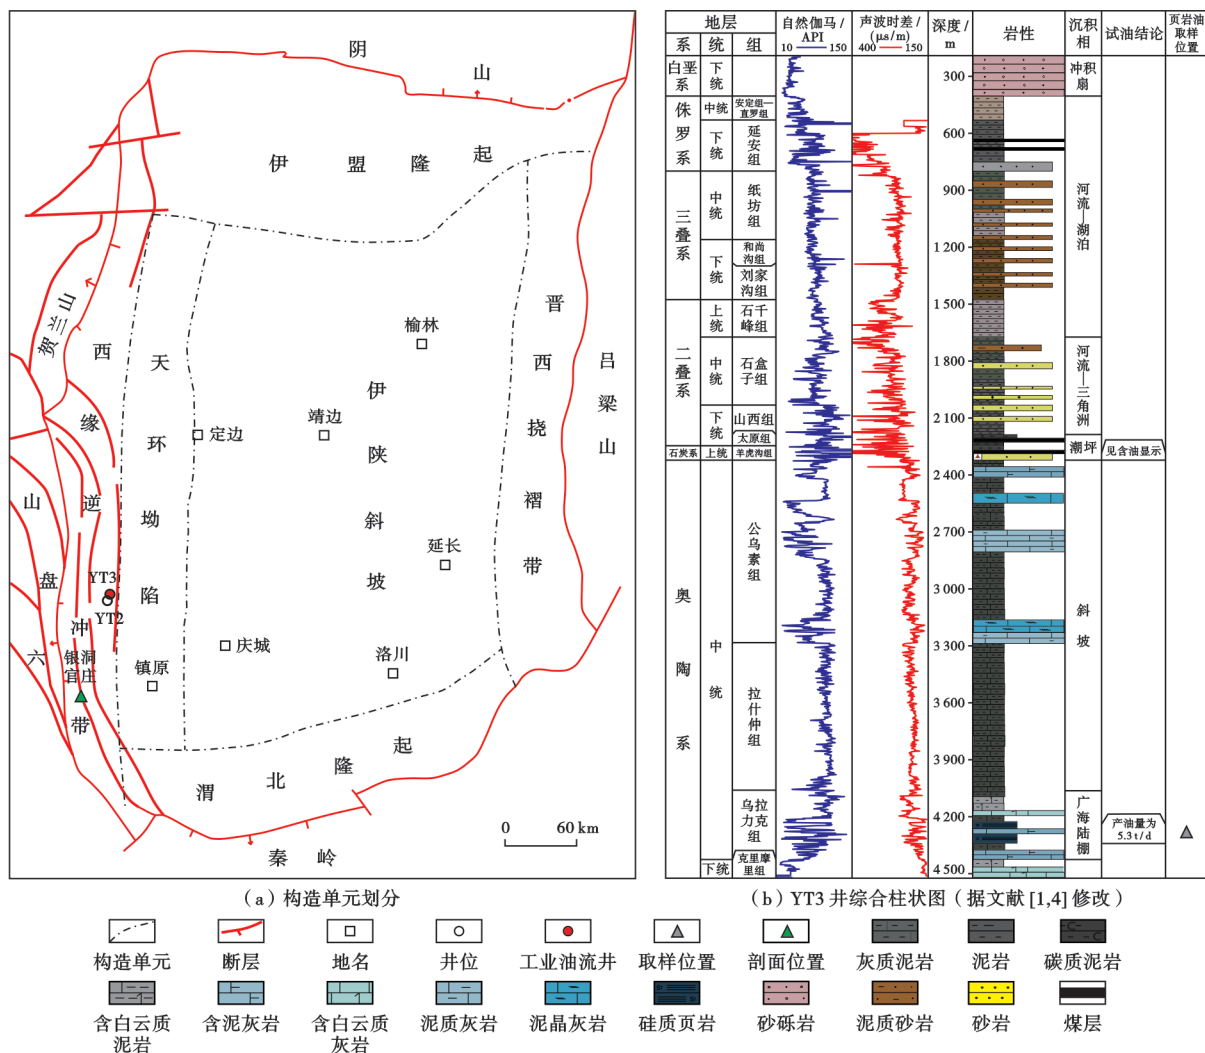 阴
山
伊 盟 隆 起
贺兰山
西
缘
逆
冲
带
天
环
坳
陷
伊
陕
斜
坡
晋
西
挠
褶
带
吕
梁
山
榆林
靖边
定边
延长
庆城
洛川
镇原
YT3
YT2
银洞
官庄
山
盘
六
渭 北 隆 起
秦 岭
0 60 km
(a) 构造单元划分
地层
系 统 组
自然伽马/
API
10 150
声波时差/
(μs/m)
400 150
深度/
m
岩性
沉积
相
试油结论
页岩油
取样
位置
白垩
系
下
统
侏
罗
系
中统
安定组—
直罗组
下
统
延
安
组
三
叠
系
中
统
纸
坊
组
下
统
和尚
沟组
刘家
沟组
二
叠
系
上
统
石千
峰组
中
统
石盒
子组
下
统
山西组
太原组
石炭系 上统 羊虎沟组
奥
陶
系
中
统
公
乌
素
组
拉
什
仲
组
乌拉
力克
组
下统
克里摩
里组
300
600
900
1 200
1 500
1 800
2 100
2 400
2 700
3 000
3 300
3 600
3 900
4 200
4 500
冲积
扇
河
流
—
湖
泊
河
流
—
三
角
洲
潮坪
斜
坡
广
海
陆
棚
见含油显示
产油量为
5.3 t / d
(b) YT3 井综合柱状图（据文献 [1,4] 修改）
构造单元 断层 地名 井位 工业油流井 取样位置 剖面位置 灰质泥岩 泥岩 碳质泥岩
含白云质
泥岩
含泥灰岩
含白云质
灰岩
泥质灰岩 泥晶灰岩 硅质页岩 砂砾岩 泥质砂岩 砂岩 煤层